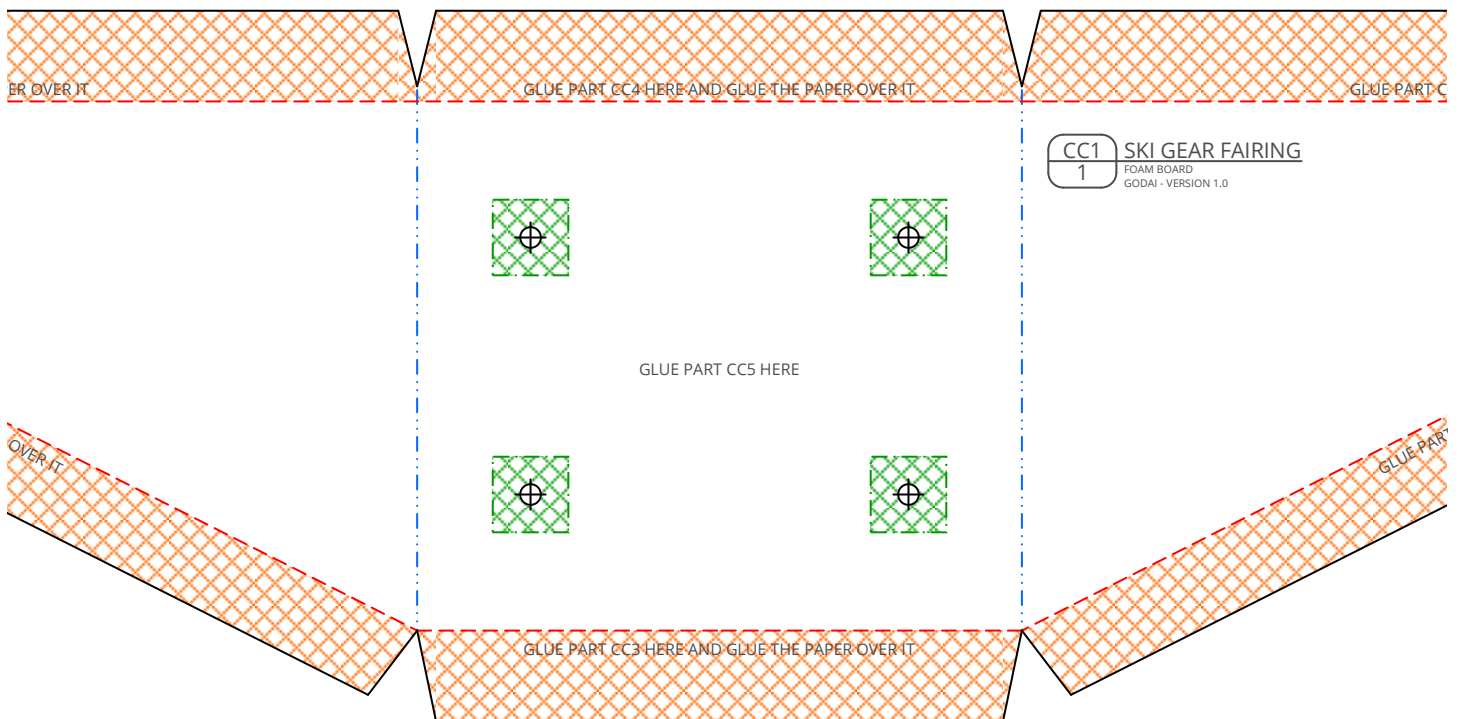 ER OVER IT
GLUE PART CC4 HERE AND GLUE THE PAPER OVER IT
GLUE PART C
CC1
1
SKI GEAR FAIRING
FOAM BOARD
GODAI - VERSION 1.0
GLUE PART CC5 HERE
OVER IT
GLUE PART
GLUE PART CC3 HERE AND GLUE THE PAPER OVER IT